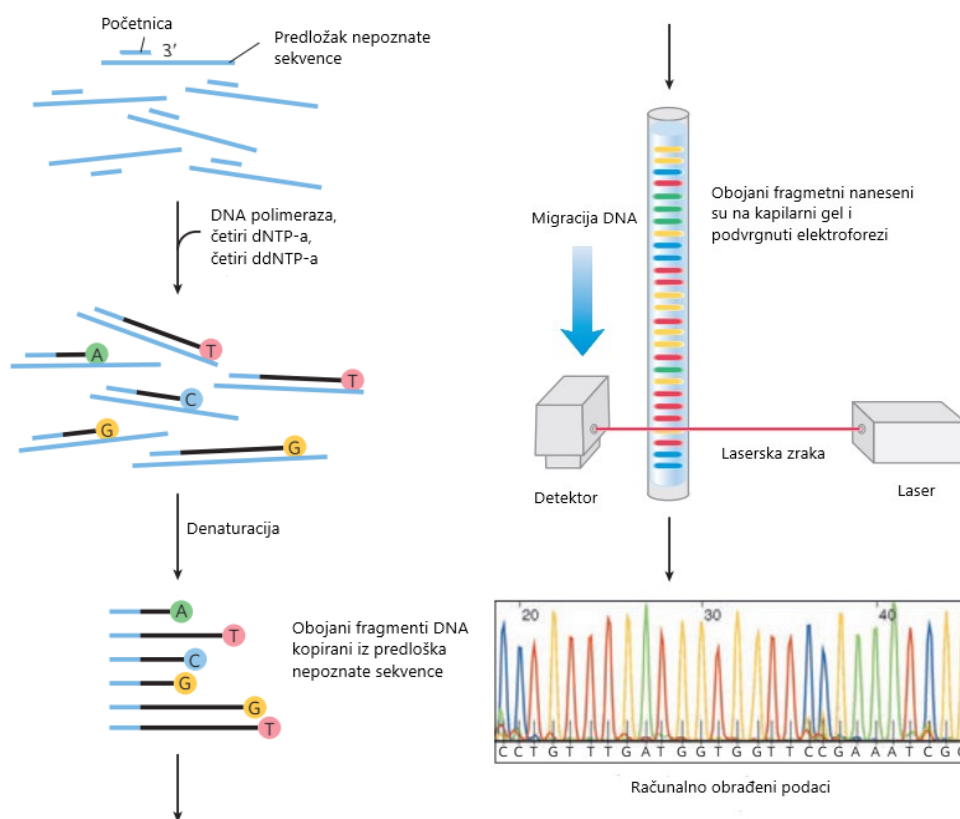 Početnica
3′
Predložak nepoznate
sekvence
DNA polimeraza,
četiri dNTP-a,
četiri ddNTP-a
A
T
T
C
G
G
Denaturacija
A
T
C
G
G
T
Obojani fragmenti DNA
kopirani iz predloška
nepoznate sekvence
Migracija DNA
Obojani fragmetni naneseni
su na kapilarni gel i
podvrgnuti elektroforezi
Laserska zraka
Detektor
Laser
20 30 40
C C T G T T T G A T G G T G G T T C C G A A A T C G
Računalno obrađeni podaci